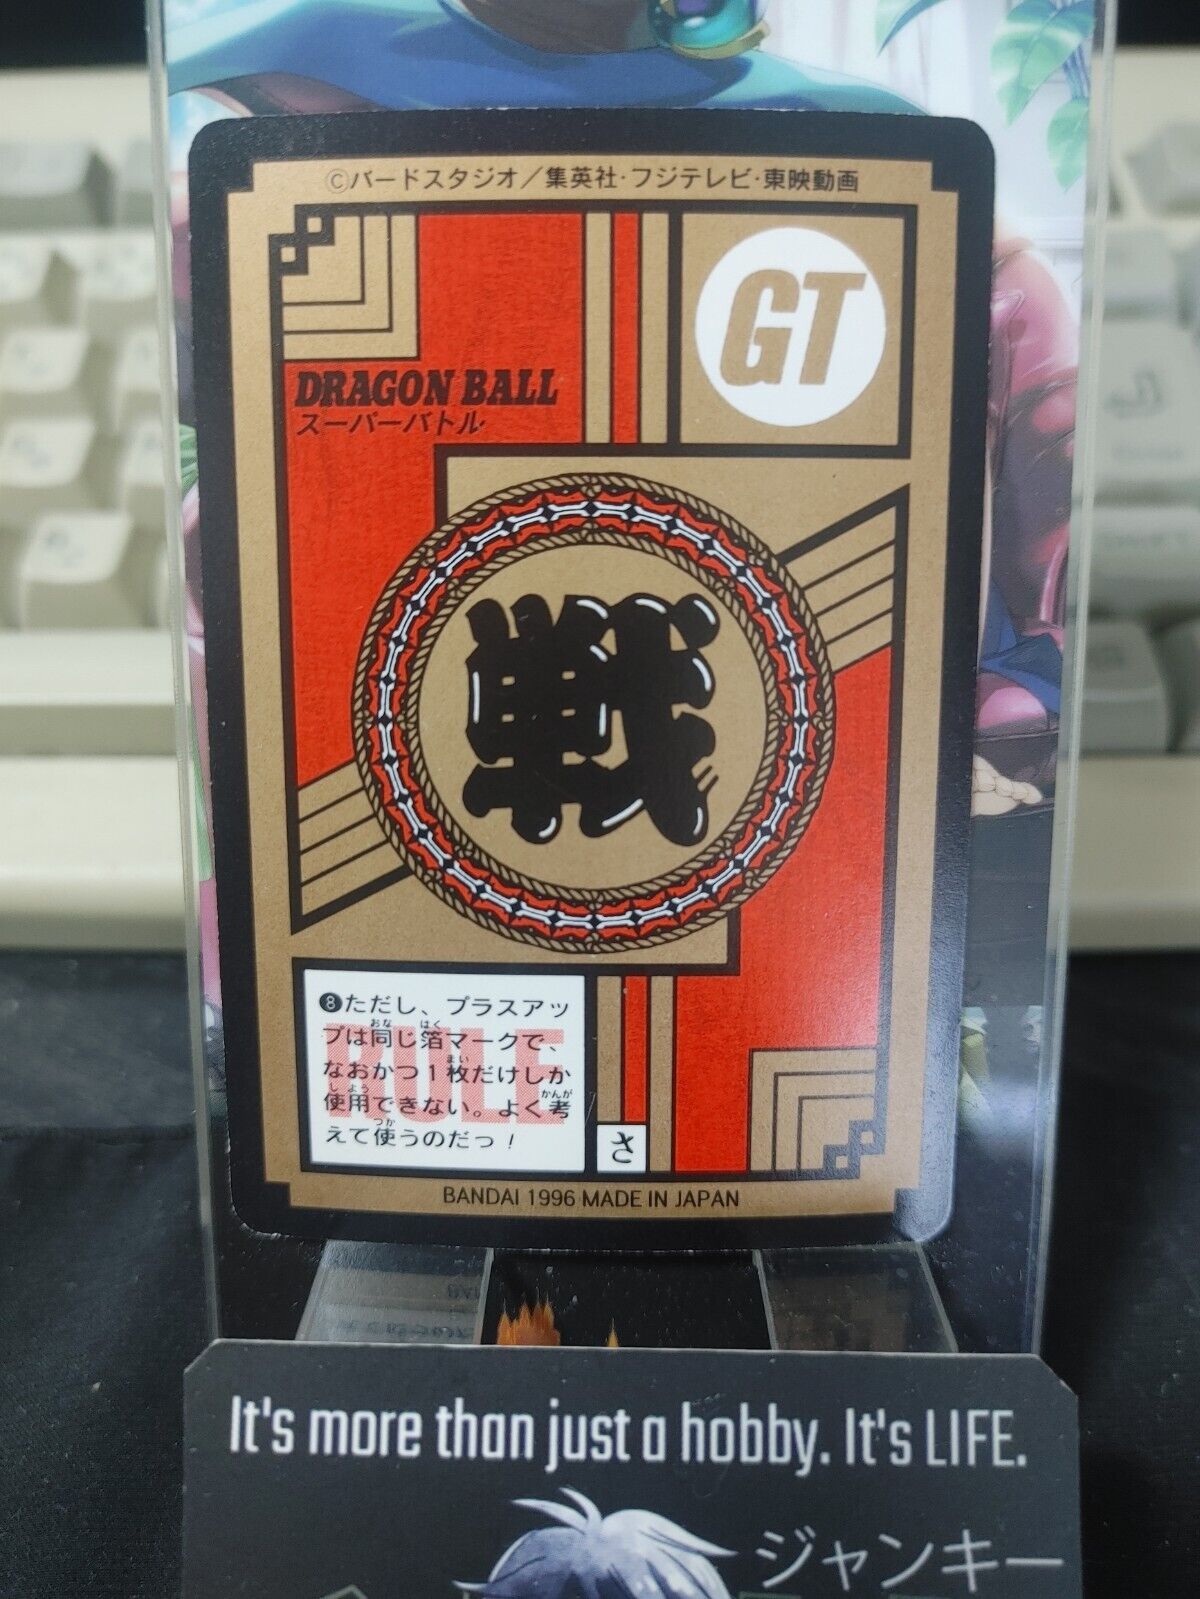 ©バードスタジオ／集英社・フジテレビ・東映動画
GT
DRAGON BALL
スーパーバトル
戦
RULE
❽ただし、プラスアッ
プは同じ箔マークで、
なおかつ1枚だけしか
使用できない。よく考
えて使うのだっ！
さ
BANDAI 1996 MADE IN JAPAN
It's more than just a hobby. It's LIFE.
ジャンキー